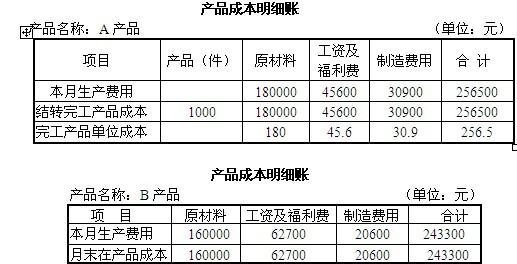 产品成本明细账
产品名称：A 产品 （单位：元）
项目 产品（件） 原材料 工资及福利费 制造费用 合 计
本月生产费用 180000 45600 30900 256500
结转完工产品成本 1000 180000 45600 30900 256500
完工产品单位成本 180 45.6 30.9 256.5
产品成本明细账
产品名称：B 产品 （单位：元）
项 目 原材料 工资及福利费 制造费用 合计
本月生产费用 160000 62700 20600 243300
月末在产品成本 160000 62700 20600 243300